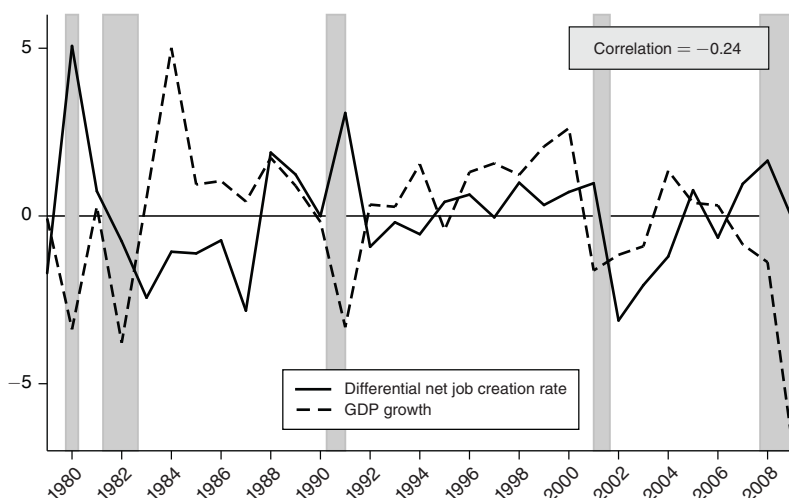 5
Correlation = −0.24
0
−5
Differential net job creation rate
GDP growth
1980 1982 1984 1986 1988 1990 1992 1994 1996 1998 2000 2002 2004 2006 2008